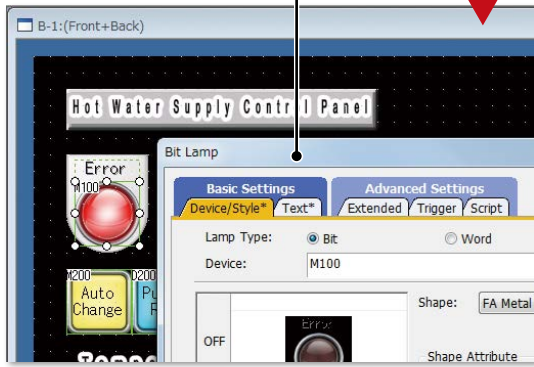 B-1:(Front+Back)
Hot Water Supply Control Panel
Error
M100
Bit Lamp
Basic Settings
Advanced Settings
Device/Style*
Text*
Extended
Trigger
Script
Lamp Type:
Bit
Word
Device:
M100
M200
D200
Auto
Change
Shape:
FA Metal
OFF
Error
Shape Attribute